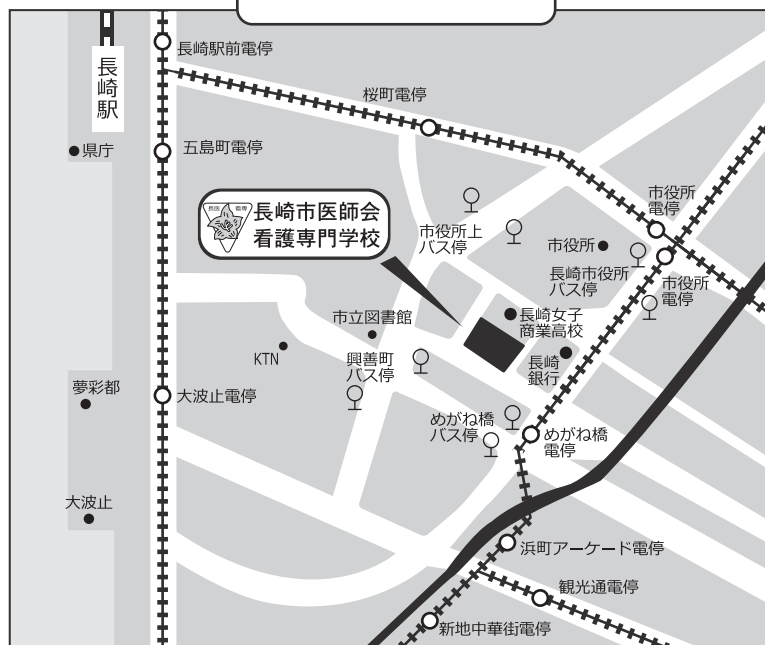 長崎駅前電停
長崎駅
桜町電停
県庁
五島町電停
長医
看専
長崎市医師会
看護専門学校
市役所
電停
市役所上
バス停
市役所
長崎市役所
バス停
市役所
電停
市立図書館
長崎女子
商業高校
KTN
興善町
バス停
長崎
銀行
夢彩都
大波止電停
めがね橋
バス停
めがね橋
電停
大波止
浜町アーケード電停
観光通電停
新地中華街電停